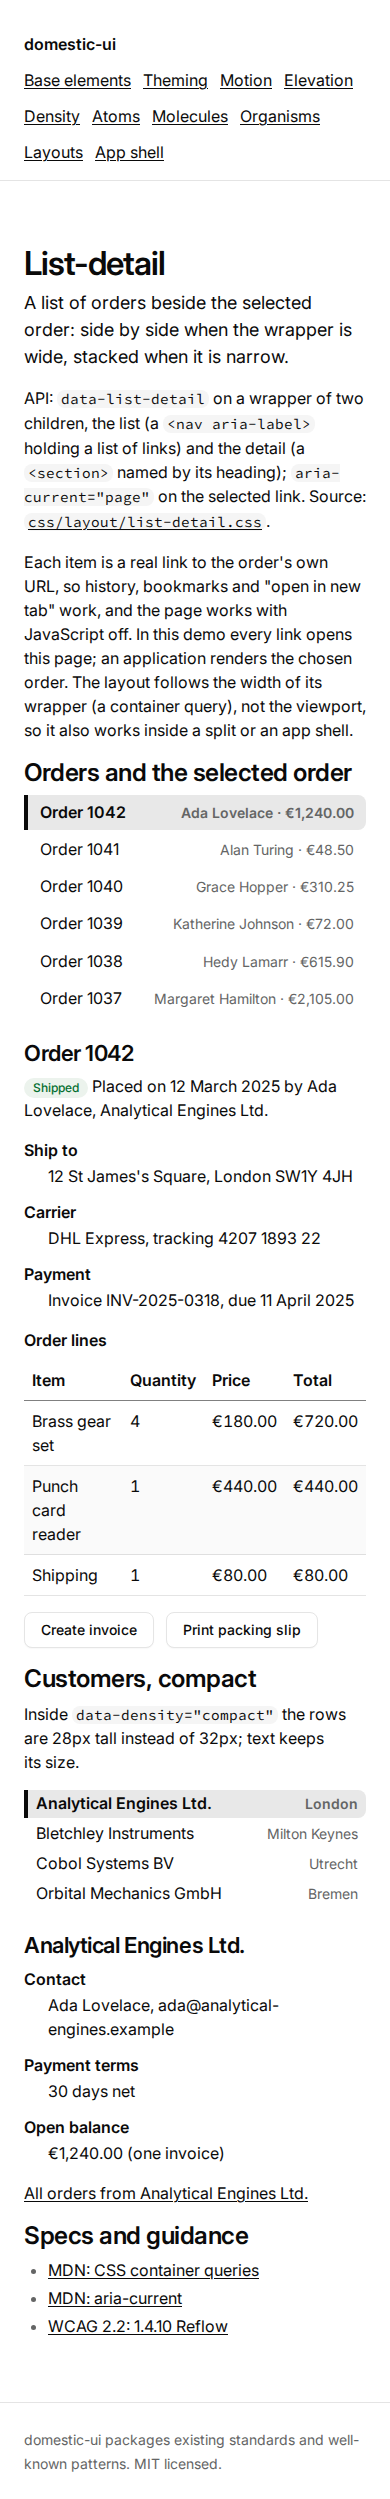 domestic-ui
Base elements Theming Motion Elevation
Density Atoms Molecules Organisms
Layouts App shell
List-detail
A list of orders beside the selected
order: side by side when the wrapper is
wide, stacked when it is narrow.
API: data-list-detail on a wrapper of two
children, the list (a <nav aria-label>
holding a list of links) and the detail (a
<section> named by its heading); aria-
current="page" on the selected link. Source:
css/layout/list-detail.css.
Each item is a real link to the order's own
URL, so history, bookmarks and "open in new
tab" work, and the page works with
JavaScript off. In this demo every link opens
this page; an application renders the chosen
order. The layout follows the width of its
wrapper (a container query), not the viewport,
so it also works inside a split or an app shell.
Orders and the selected order
Order 1042 Ada Lovelace · €1,240.00
Order 1041 Alan Turing · €48.50
Order 1040 Grace Hopper · €310.25
Order 1039 Katherine Johnson · €72.00
Order 1038 Hedy Lamarr · €615.90
Order 1037 Margaret Hamilton · €2,105.00
Order 1042
Shipped Placed on 12 March 2025 by Ada
Lovelace, Analytical Engines Ltd.
Ship to
12 St James's Square, London SW1Y 4JH
Carrier
DHL Express, tracking 4207 1893 22
Payment
Invoice INV-2025-0318, due 11 April 2025
Order lines
Item Quantity Price Total
Brass gear 4 €180.00 €720.00
set
Punch 1 €440.00 €440.00
card
reader
Shipping 1 €80.00 €80.00
Create invoice Print packing slip
Customers, compact
Inside data-density="compact" the rows
are 28px tall instead of 32px; text keeps
its size.
Analytical Engines Ltd. London
Bletchley Instruments Milton Keynes
Cobol Systems BV Utrecht
Orbital Mechanics GmbH Bremen
Analytical Engines Ltd.
Contact
Ada Lovelace, ada@analytical-
engines.example
Payment terms
30 days net
Open balance
€1,240.00 (one invoice)
All orders from Analytical Engines Ltd.
Specs and guidance
MDN: CSS container queries
MDN: aria-current
WCAG 2.2: 1.4.10 Reflow
domestic-ui packages existing standards and well-
known patterns. MIT licensed.